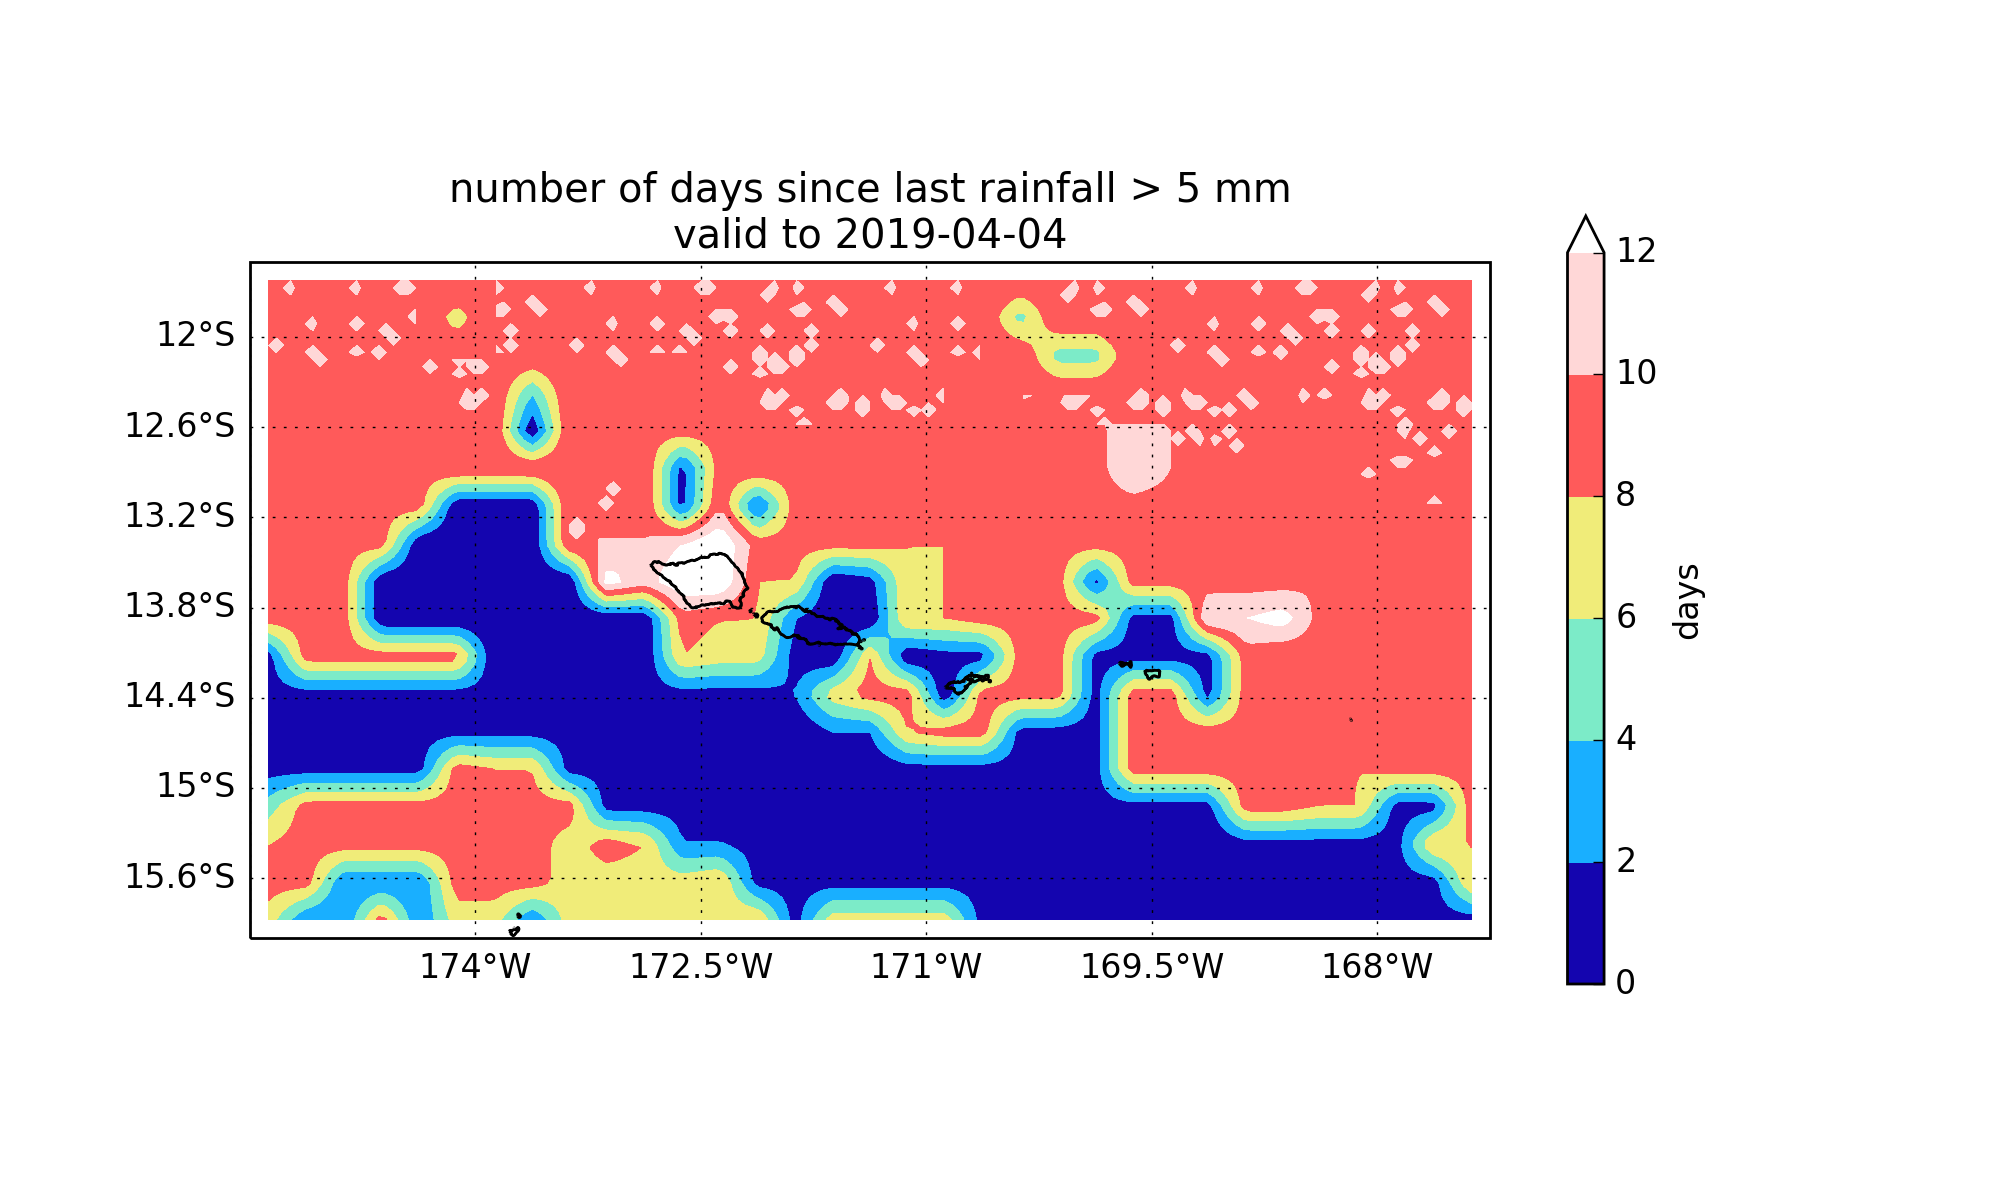 number of days since last rainfall > 5 mm
valid to 2019-04-04
12°S
12.6°S
13.2°S
13.8°S
14.4°S
15°S
15.6°S
174°W
172.5°W
171°W
169.5°W
168°W
12
10
8
6
4
2
0
days